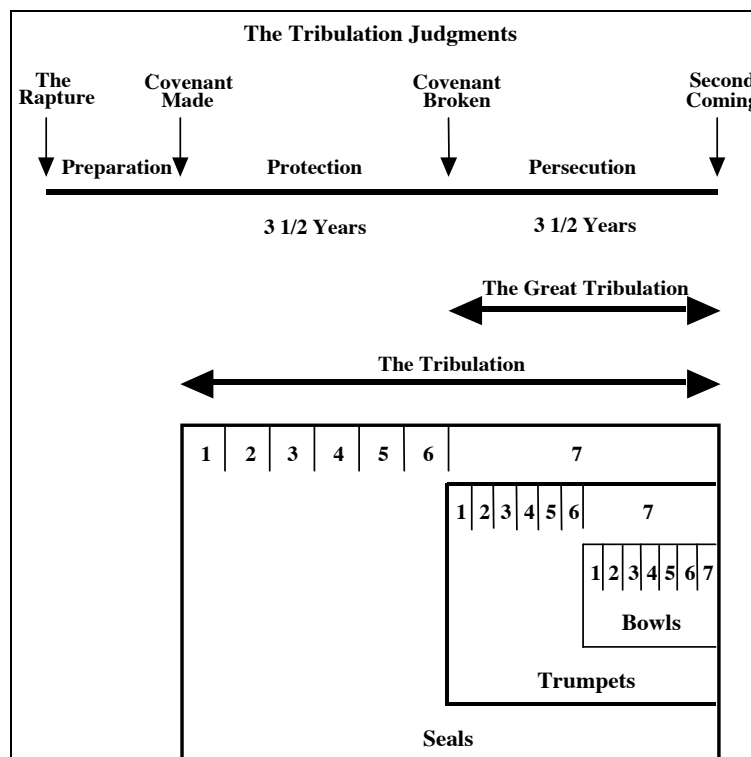 The Tribulation Judgments
The
Rapture
Covenant
Made
Covenant
Broken
Second
Coming
Preparation
Protection
Persecution
3 1/2 Years
3 1/2 Years
The Great Tribulation
The Tribulation
1 2 3 4 5 6 7
1 2 3 4 5 6 7
1 2 3 4 5 6 7
Bowls
Trumpets
Seals